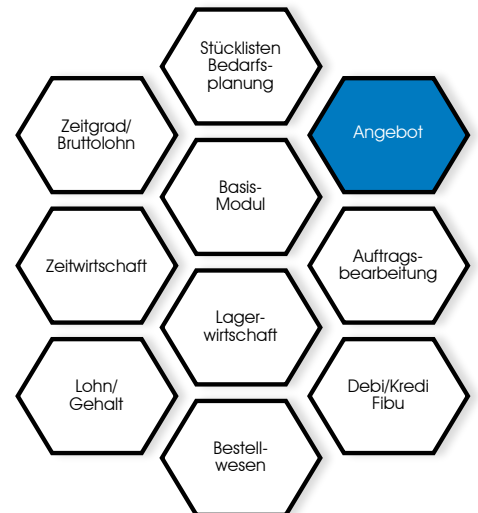 Stücklisten
Bedarfs-
planung
Zeitgrad/
Bruttolohn
Angebot
Basis-
Modul
Zeitwirtschaft
Auftrags-
bearbeitung
Lager-
wirtschaft
Lohn/
Gehalt
Debi/Kredi
Fibu
Bestell-
wesen